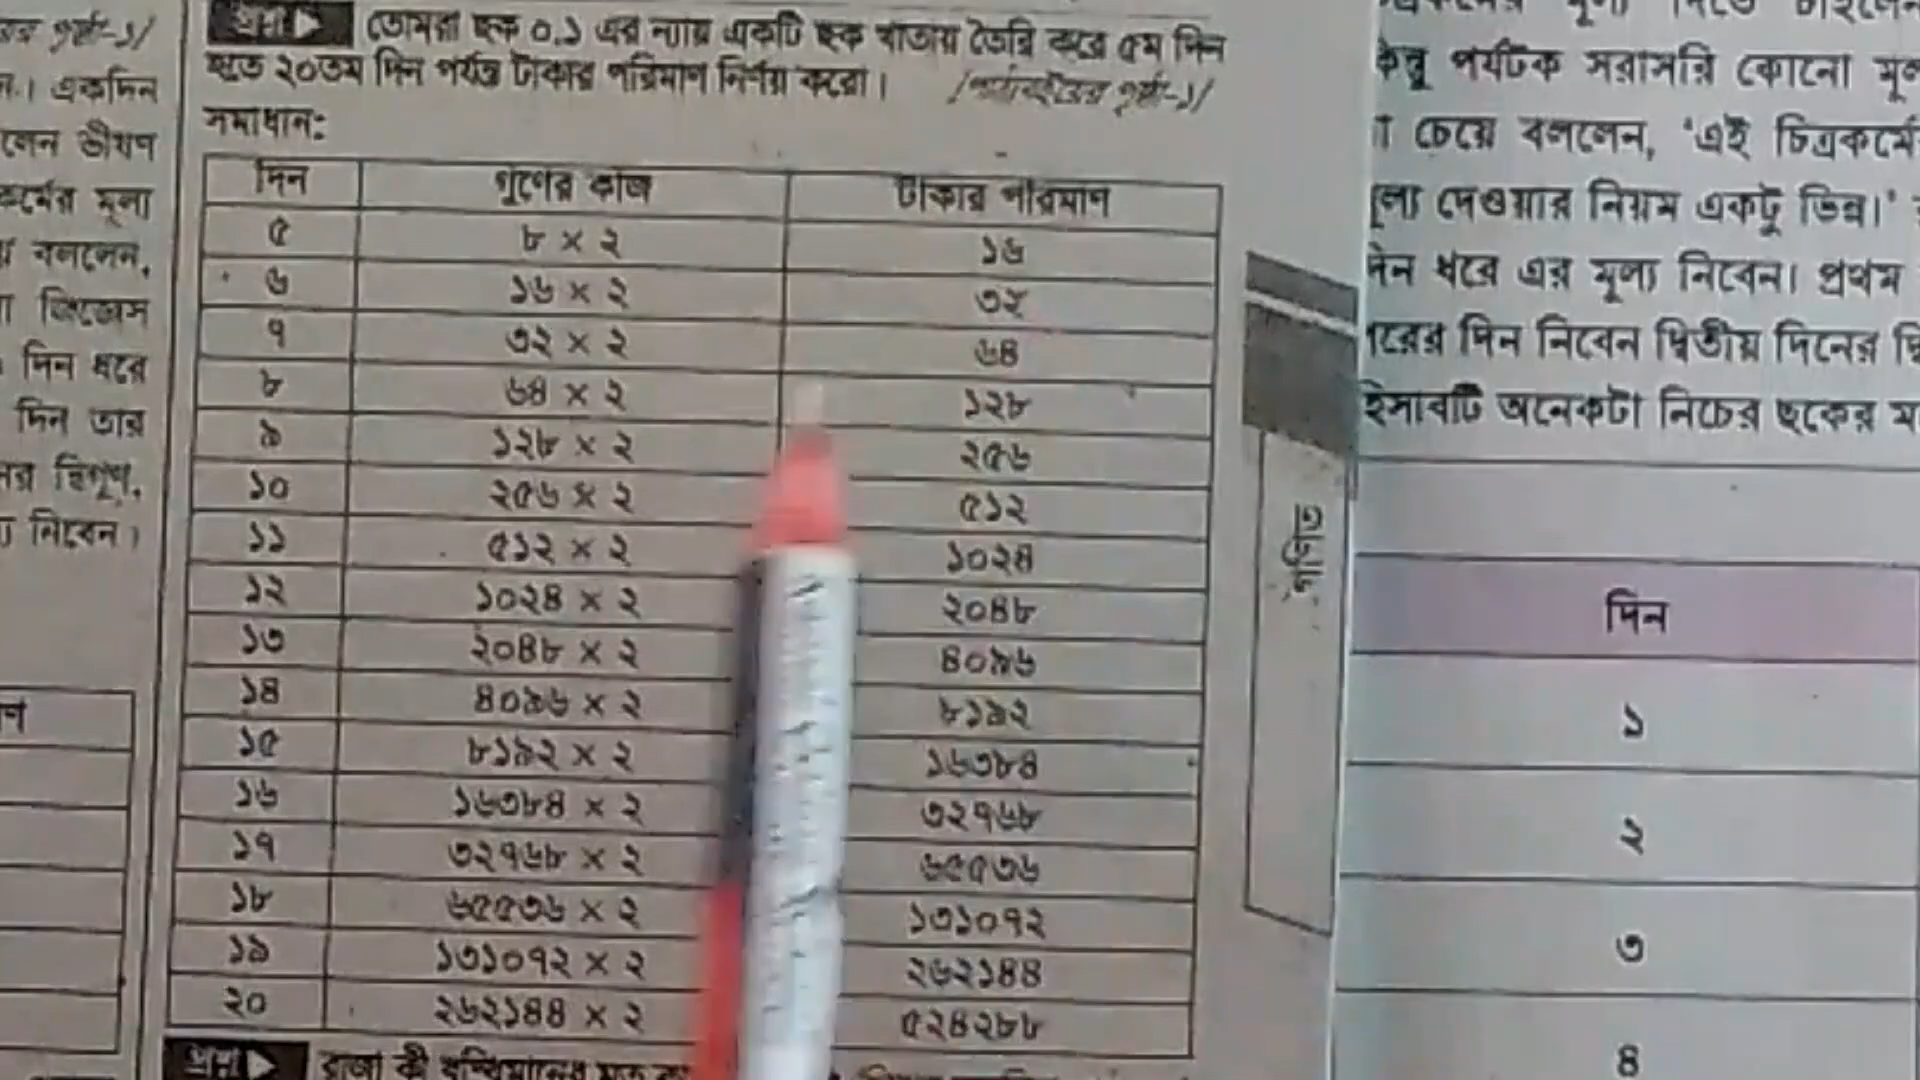 প্রশ্ন▶ তোমরা ছক ০.১ এর ন্যায় একটি ছক খাতায় তৈরি করে ৫ম দিন
হতে ২০তম দিন পর্যন্ত টাকার পরিমাণ নির্ণয় করো।
সমাধান:
দিন গুণের কাজ টাকার পরিমাণ
৫ ৮ × ২ ১৬
৬ ১৬ × ২ ৩২
৭ ৩২ × ২ ৬৪
৮ ৬৪ × ২ ১২৮
৯ ১২৮ × ২ ২৫৬
১০ ২৫৬ × ২ ৫১২
১১ ৫১২ × ২ ১০২৪
১২ ১০২৪ × ২ ২০৪৮
১৩ ২০৪৮ × ২ ৪০৯৬
১৪ ৪০৯৬ × ২ ৮১৯২
১৫ ৮১৯২ × ২ ১৬৩৮৪
১৬ ১৬৩৮৪ × ২ ৩২৭৬৮
১৭ ৩২৭৬৮ × ২ ৬৫৫৩৬
১৮ ৬৫৫৩৬ × ২ ১৩১০৭২
১৯ ১৩১০৭২ × ২ ২৬২১৪৪
২০ ২৬২১৪৪ × ২ ৫২৪২৮৮
প্রশ্ন▶ রাজা কী
একদিন
লেন ভীষণ
মূল্য
বললেন,
দিন ধরে
দিন তার
দ্বিগুণ,
নিবেন।
গণিত
পর্যটক সরাসরি কোনো
চেয়ে বললেন, 'এই চিত্রকর্মে
দেওয়ার নিয়ম একটু ভিন্ন।'
ধরে এর মূল্য নিবেন। প্রথম
দিন নিবেন দ্বিতীয় দিনের
হিসাবটি অনেকটা নিচের ছকের ম
দিন
১
২
৩
৪